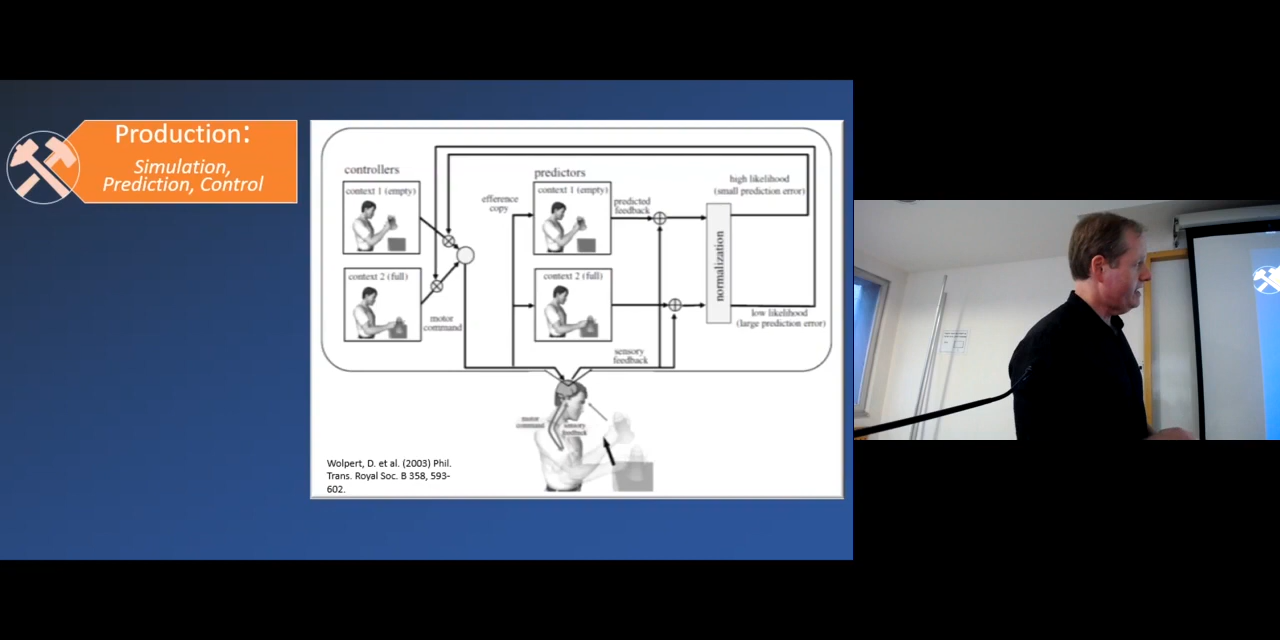 Production:
Simulation,
Prediction, Control
controllers
context 1 (empty)
context 2 (full)
motor
command
efference
copy
predictors
context 1 (empty)
context 2 (full)
predicted
feedback
sensory
feedback
normalization
high likelihood
(small prediction error)
low likelihood
(large prediction error)
motor
command
sensory
feedback
Wolpert, D. et al. (2003) Phil.
Trans. Royal Soc. B 358, 593-
602.